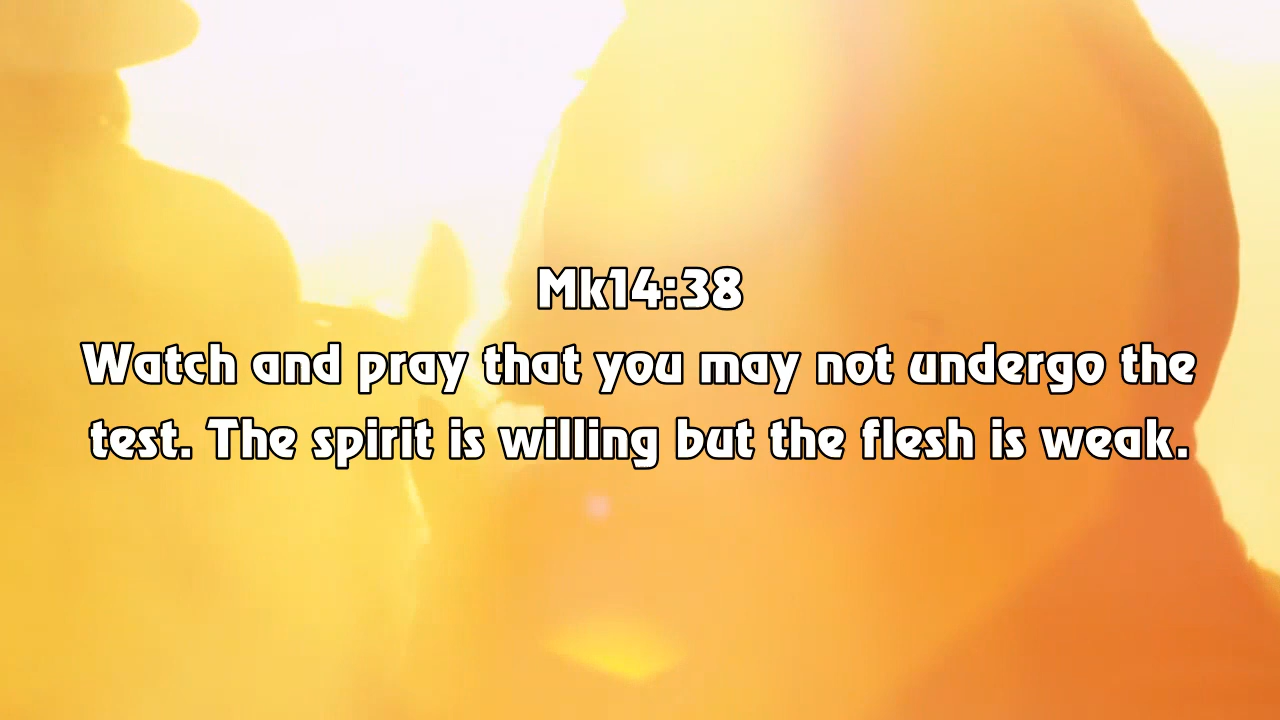 Mk14:38
Watch and pray that you may not undergo the
test. The spirit is willing but the flesh is weak.